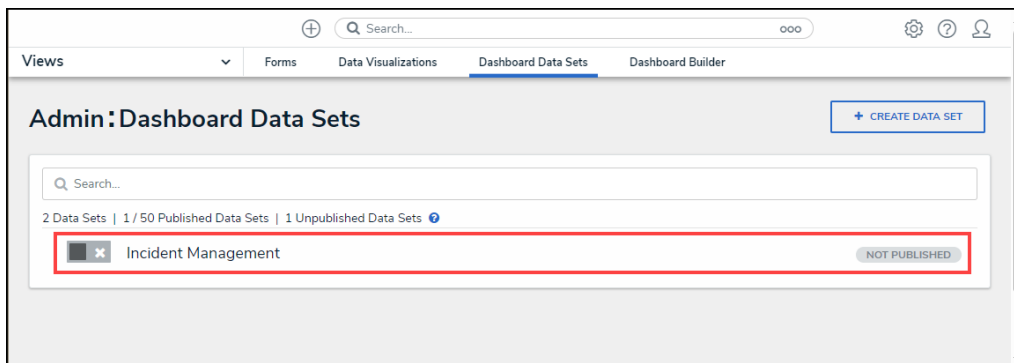 Search... ooo
Views Forms Data Visualizations Dashboard Data Sets Dashboard Builder
Admin:Dashboard Data Sets
+ CREATE DATA SET
Search...
2 Data Sets | 1 / 50 Published Data Sets | 1 Unpublished Data Sets ?
Incident Management NOT PUBLISHED